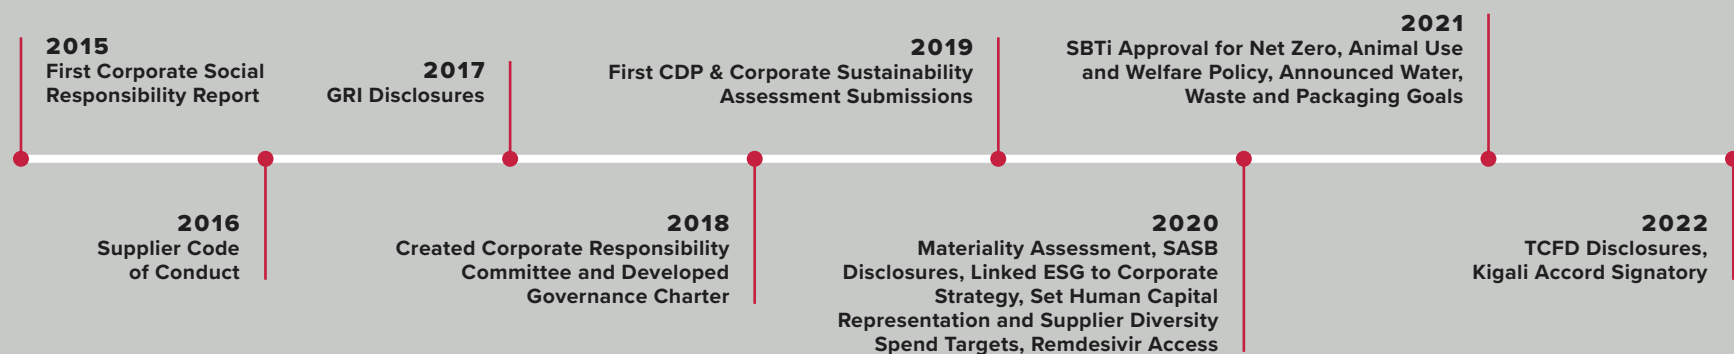 2015
First Corporate Social
Responsibility Report
2016
Supplier Code
of Conduct
2017
GRI Disclosures
2018
Created Corporate Responsibility
Committee and Developed
Governance Charter
2019
First CDP & Corporate Sustainability
Assessment Submissions
2020
Materiality Assessment, SASB
Disclosures, Linked ESG to Corporate
Strategy, Set Human Capital
Representation and Supplier Diversity
Spend Targets, Remdesivir Access
2021
SBTi Approval for Net Zero, Animal Use
and Welfare Policy, Announced Water,
Waste and Packaging Goals
2022
TCFD Disclosures,
Kigali Accord Signatory